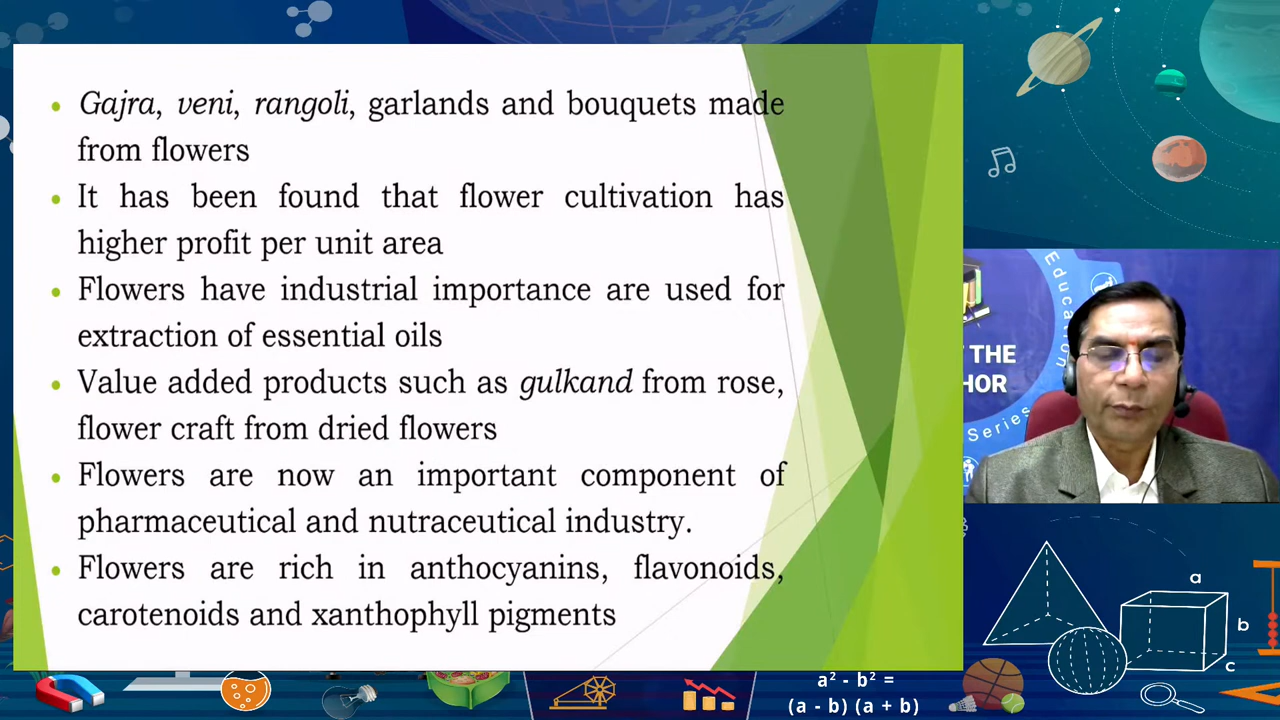 Gajra, veni, rangoli, garlands and bouquets made
from flowers
It has been found that flower cultivation has
higher profit per unit area
Flowers have industrial importance are used for
extraction of essential oils
Value added products such as gulkand from rose,
flower craft from dried flowers
Flowers are now an important component of
pharmaceutical and nutraceutical industry.
Flowers are rich in anthocyanins, flavonoids,
carotenoids and xanthophyll pigments
Education
THE
HOR
Series
a
b
c
a² - b² =
(a - b) (a + b)